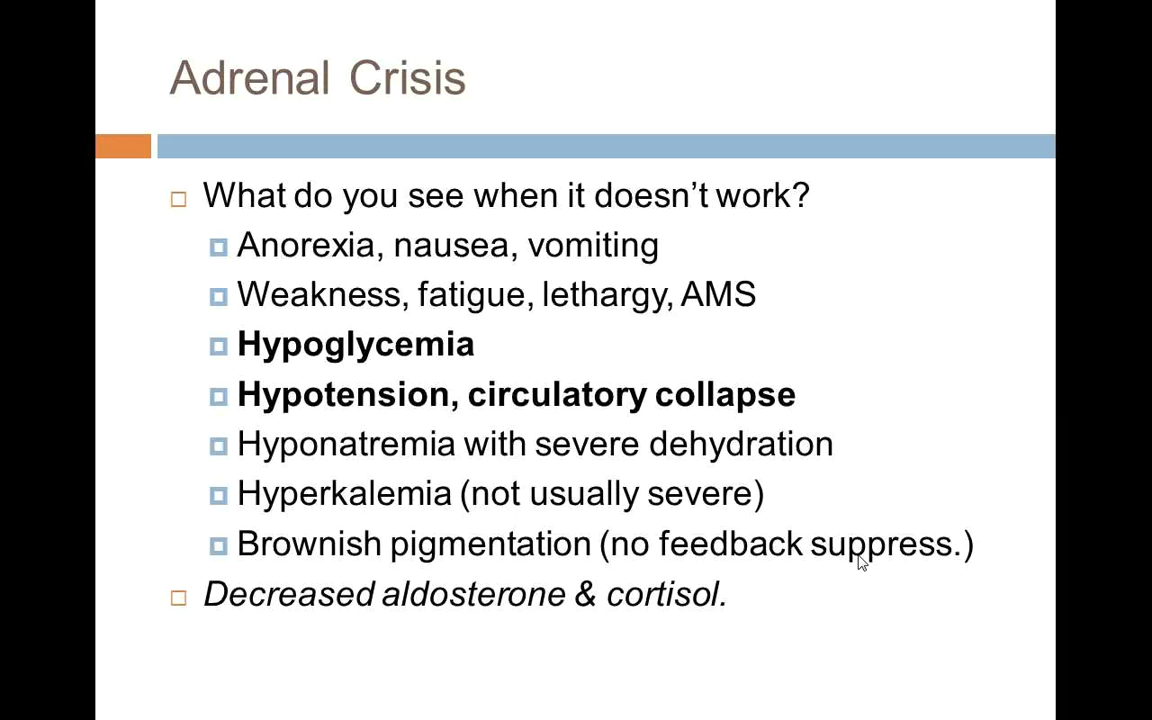 Adrenal Crisis
What do you see when it doesn't work?
Anorexia, nausea, vomiting
Weakness, fatigue, lethargy, AMS
Hypoglycemia
Hypotension, circulatory collapse
Hyponatremia with severe dehydration
Hyperkalemia (not usually severe)
Brownish pigmentation (no feedback suppress.)
Decreased aldosterone & cortisol.